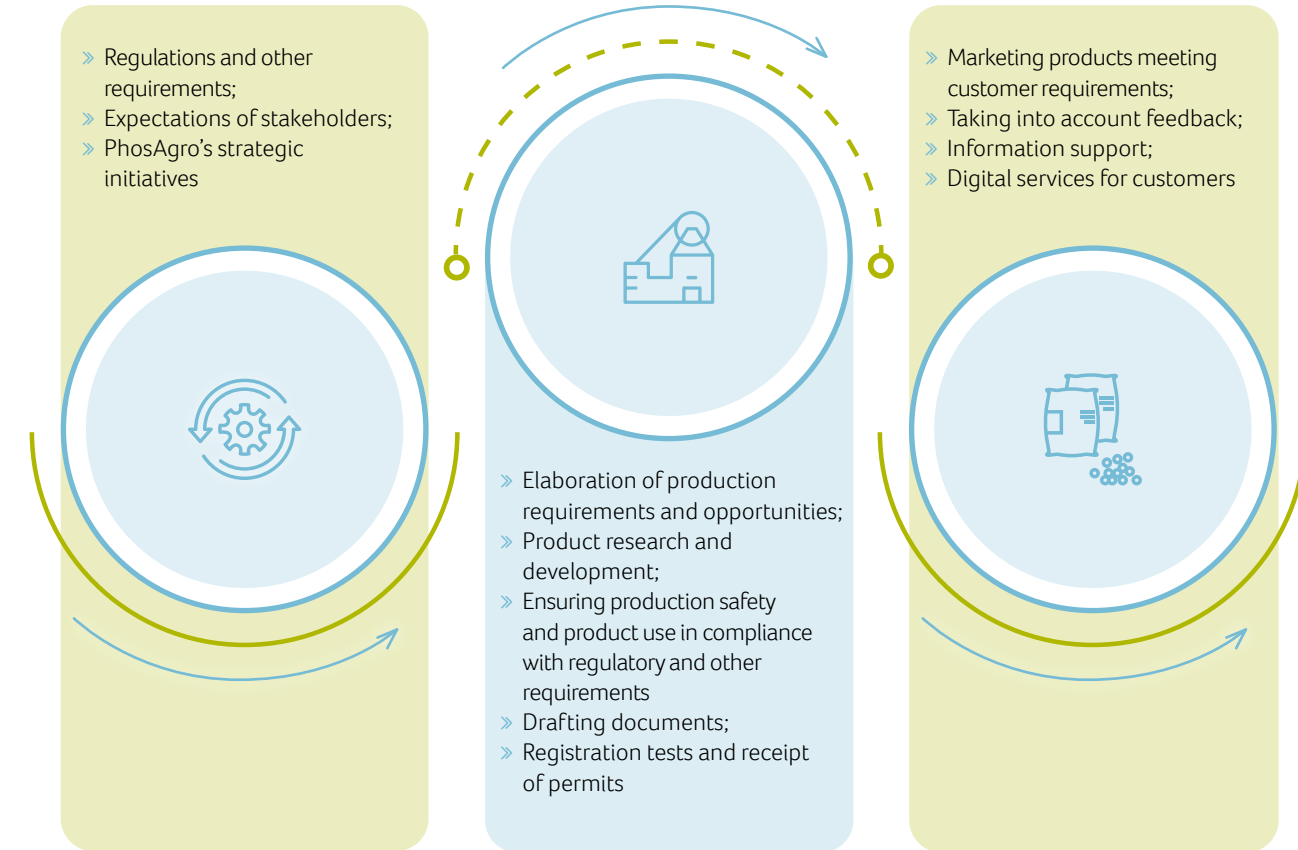 » Regulations and other
requirements;
» Expectations of stakeholders;
» PhosAgro’s strategic
initiatives
» Elaboration of production
requirements and opportunities;
» Product research and
development;
» Ensuring production safety
and product use in compliance
with regulatory and other
requirements
» Drafting documents;
» Registration tests and receipt
of permits
» Marketing products meeting
customer requirements;
» Taking into account feedback;
» Information support;
» Digital services for customers